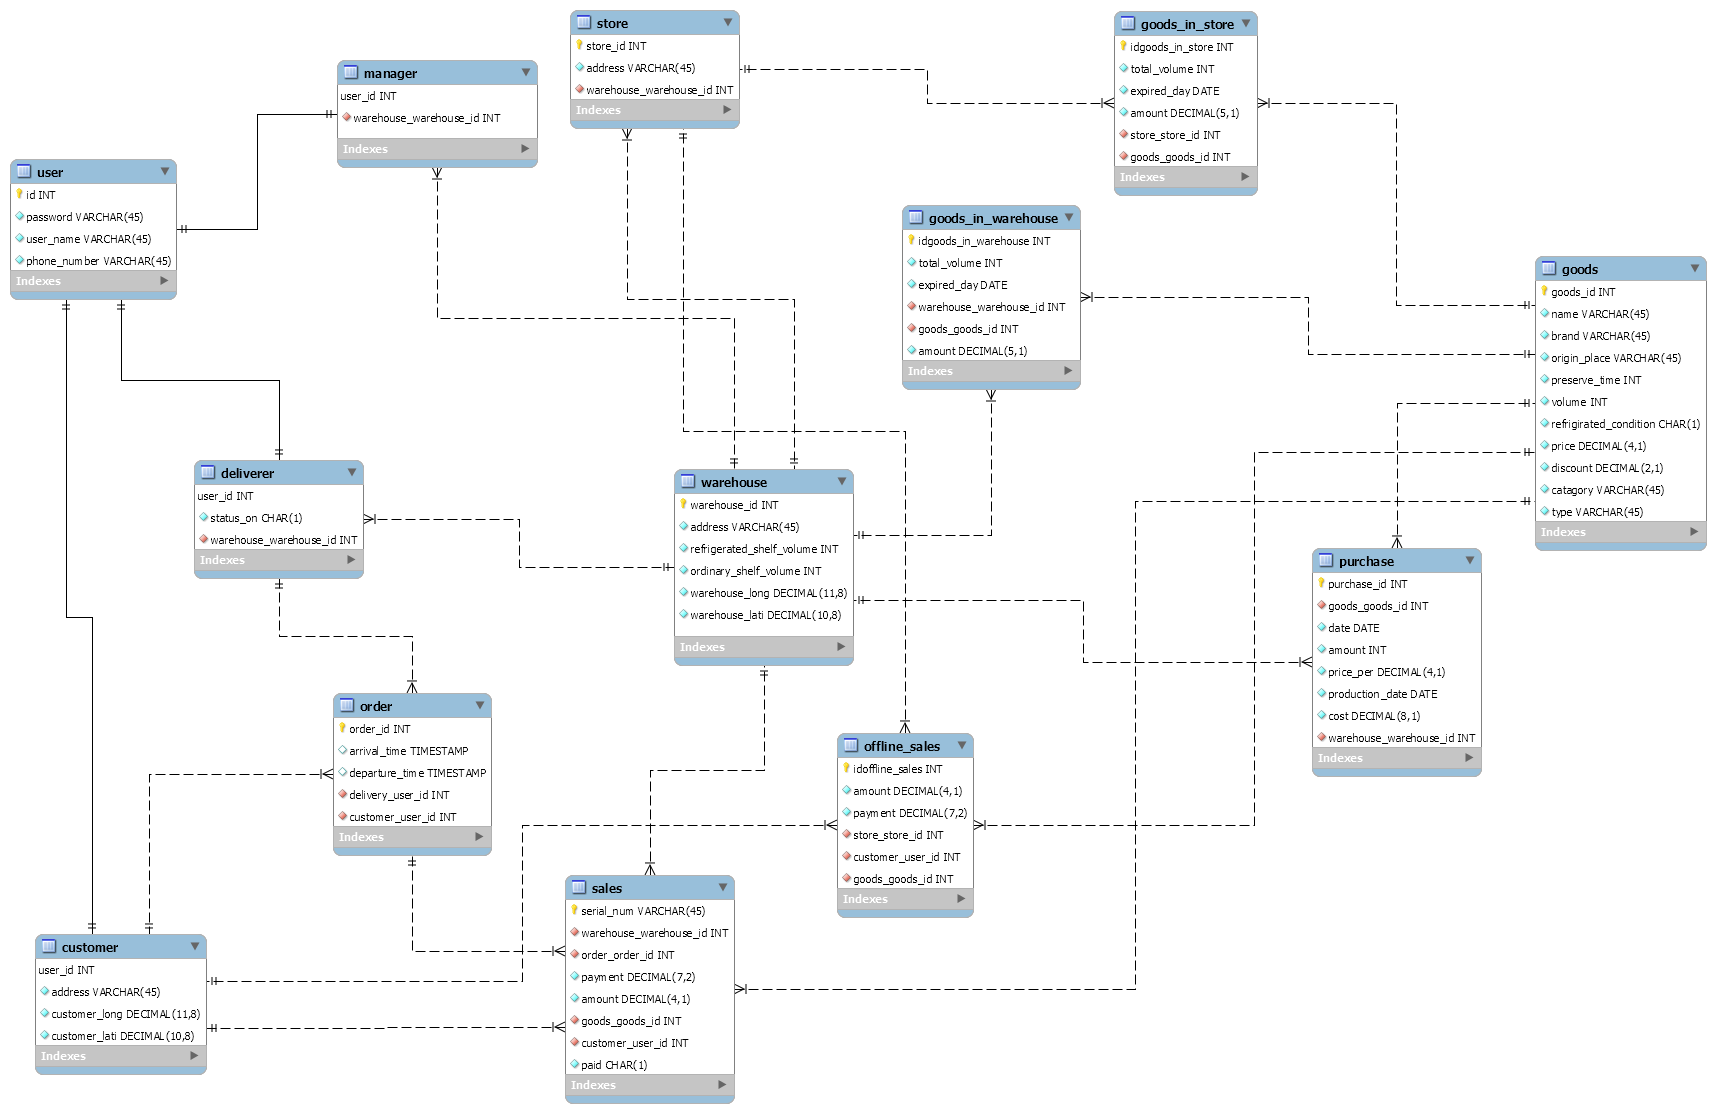 store
store_id INT
address VARCHAR(45)
warehouse_warehouse_id INT
Indexes
goods_in_store
idgoods_in_store INT
total_volume INT
expired_day DATE
amount DECIMAL(5,1)
store_store_id INT
goods_goods_id INT
Indexes
manager
user_id INT
warehouse_warehouse_id INT
Indexes
user
id INT
password VARCHAR(45)
user_name VARCHAR(45)
phone_number VARCHAR(45)
Indexes
goods_in_warehouse
idgoods_in_warehouse INT
total_volume INT
expired_day DATE
warehouse_warehouse_id INT
goods_goods_id INT
amount DECIMAL(5,1)
Indexes
goods
goods_id INT
name VARCHAR(45)
brand VARCHAR(45)
origin_place VARCHAR(45)
preserve_time INT
volume INT
refrigirated_condition CHAR(1)
price DECIMAL(4,1)
discount DECIMAL(2,1)
catagory VARCHAR(45)
type VARCHAR(45)
Indexes
deliverer
user_id INT
status_on CHAR(1)
warehouse_warehouse_id INT
Indexes
warehouse
warehouse_id INT
address VARCHAR(45)
refrigerated_shelf_volume INT
ordinary_shelf_volume INT
warehouse_long DECIMAL(11,8)
warehouse_lati DECIMAL(10,8)
Indexes
purchase
purchase_id INT
goods_goods_id INT
date DATE
amount INT
price_per DECIMAL(4,1)
production_date DATE
cost DECIMAL(8,1)
warehouse_warehouse_id INT
Indexes
order
order_id INT
arrival_time TIMESTAMP
departure_time TIMESTAMP
delivery_user_id INT
customer_user_id INT
Indexes
offline_sales
idoffline_sales INT
amount DECIMAL(4,1)
payment DECIMAL(7,2)
store_store_id INT
customer_user_id INT
goods_goods_id INT
Indexes
sales
serial_num VARCHAR(45)
warehouse_warehouse_id INT
order_order_id INT
payment DECIMAL(7,2)
amount DECIMAL(4,1)
goods_goods_id INT
customer_user_id INT
paid CHAR(1)
Indexes
customer
user_id INT
address VARCHAR(45)
customer_long DECIMAL(11,8)
customer_lati DECIMAL(10,8)
Indexes